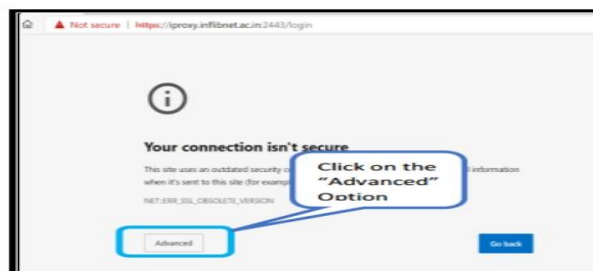 Not secure | https://iproxy.inflibnet.ac.in:2443/login
Your connection isn't secure
This site uses an outdated security information
when it's sent to this site (for
NET::ERR_SSL_OBSOLETE_VERSION
Click on the
"Advanced"
Option
Advanced
Go back